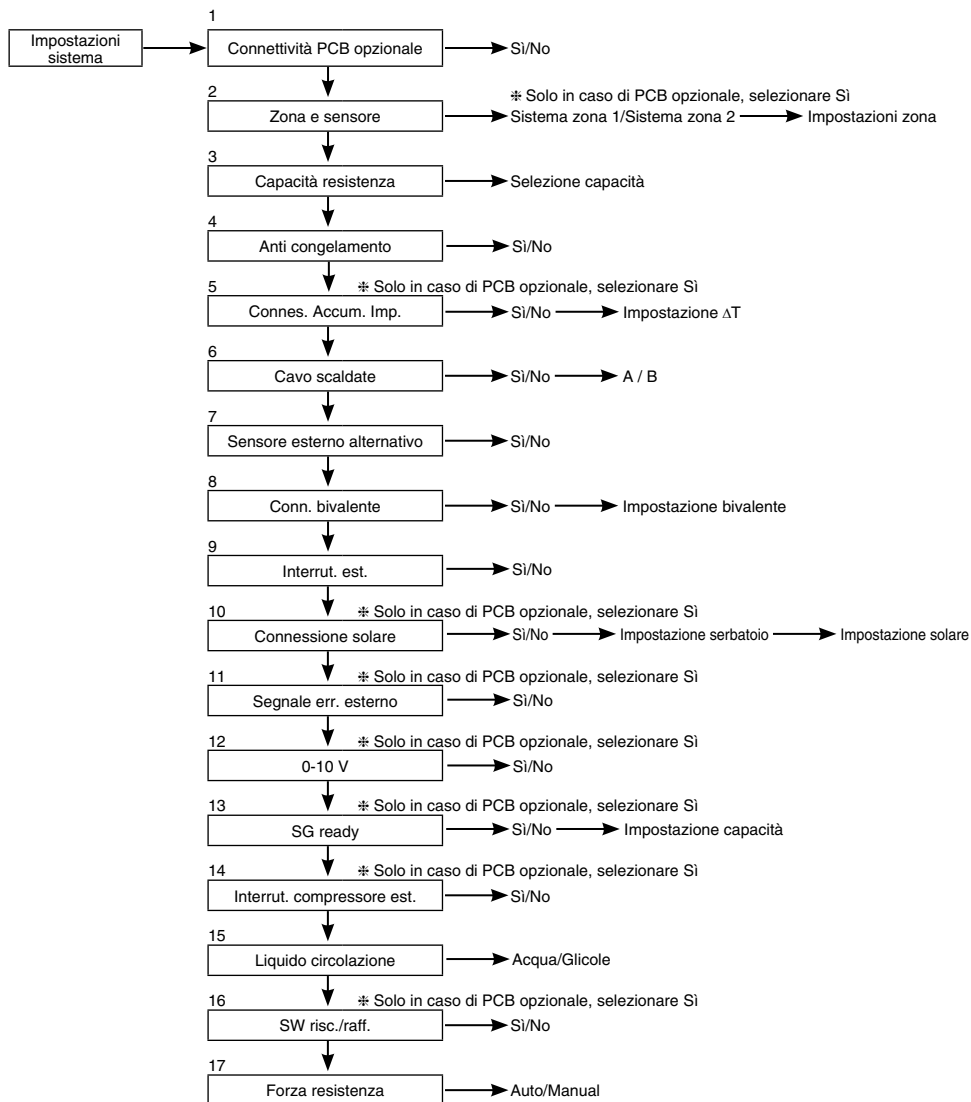 1
Impostazioni
sistema
Connettività PCB opzionale
Sì/No
2
❈ Solo in caso di PCB opzionale, selezionare Sì
Zona e sensore
Sistema zona 1/Sistema zona 2
Impostazioni zona
3
Capacità resistenza
Selezione capacità
4
Anti congelamento
Sì/No
5
❈ Solo in caso di PCB opzionale, selezionare Sì
Connes. Accum. Imp.
Sì/No
Impostazione ΔT
6
Cavo scaldate
Sì/No
A / B
7
Sensore esterno alternativo
Sì/No
8
Conn. bivalente
Sì/No
Impostazione bivalente
9
Interrut. est.
Sì/No
10
❈ Solo in caso di PCB opzionale, selezionare Sì
Connessione solare
Sì/No
Impostazione serbatoio
Impostazione solare
11
❈ Solo in caso di PCB opzionale, selezionare Sì
Segnale err. esterno
Sì/No
12
❈ Solo in caso di PCB opzionale, selezionare Sì
0-10 V
Sì/No
13
❈ Solo in caso di PCB opzionale, selezionare Sì
SG ready
Sì/No
Impostazione capacità
14
❈ Solo in caso di PCB opzionale, selezionare Sì
Interrut. compressore est.
Sì/No
15
Liquido circolazione
Acqua/Glicole
16
❈ Solo in caso di PCB opzionale, selezionare Sì
SW risc./raff.
Sì/No
17
Forza resistenza
Auto/Manual